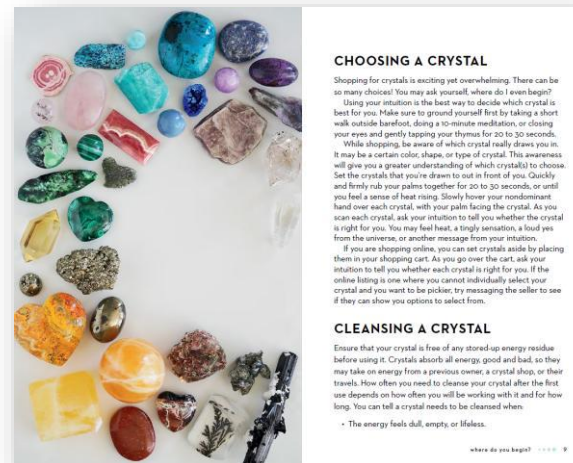 CHOOSING A CRYSTAL
Shopping for crystals is exciting yet overwhelming. There can be
so many choices! You may ask yourself, where do I even begin?
Using your intuition is the best way to decide which crystal is
best for you. Make sure to ground yourself first by taking a short
walk outside barefoot, doing a 10-minute meditation, or closing
your eyes and gently tapping your thymus for 20 to 30 seconds.
While shopping, be aware of which crystal really draws you in.
It may be a certain color, shape, or type of crystal. This awareness
will give you a greater understanding of which crystal(s) to choose.
Set the crystals that you're drawn to out in front of you. Quickly
and firmly rub your palms together for 20 to 30 seconds, or until
you feel a sense of heat rising. Slowly hover your nondominant
hand over each crystal, with your palm facing the crystal. As you
scan each crystal, ask your intuition to tell you whether the crystal
is right for you. You may feel heat, a tingly sensation, a loud yes
from the universe, or another message from your intuition.
If you are shopping online, you can set crystals aside by placing
them in your shopping cart. As you go over the cart, ask your
intuition to tell you whether each crystal is right for you. If the
online listing is one where you cannot individually select your
crystal and you want to be pickier, try messaging the seller to see
if they can show you options to select from.
CLEANSING A CRYSTAL
Ensure that your crystal is free of any stored-up energy residue
before using it. Crystals absorb all energy, good and bad, so they
may take on energy from a previous owner, a crystal shop, or their
travels. How often you need to cleanse your crystal after the first
use depends on how often you will be working with it and for how
long. You can tell a crystal needs to be cleansed when:
• The energy feels dull, empty, or lifeless.
where do you begin? 9